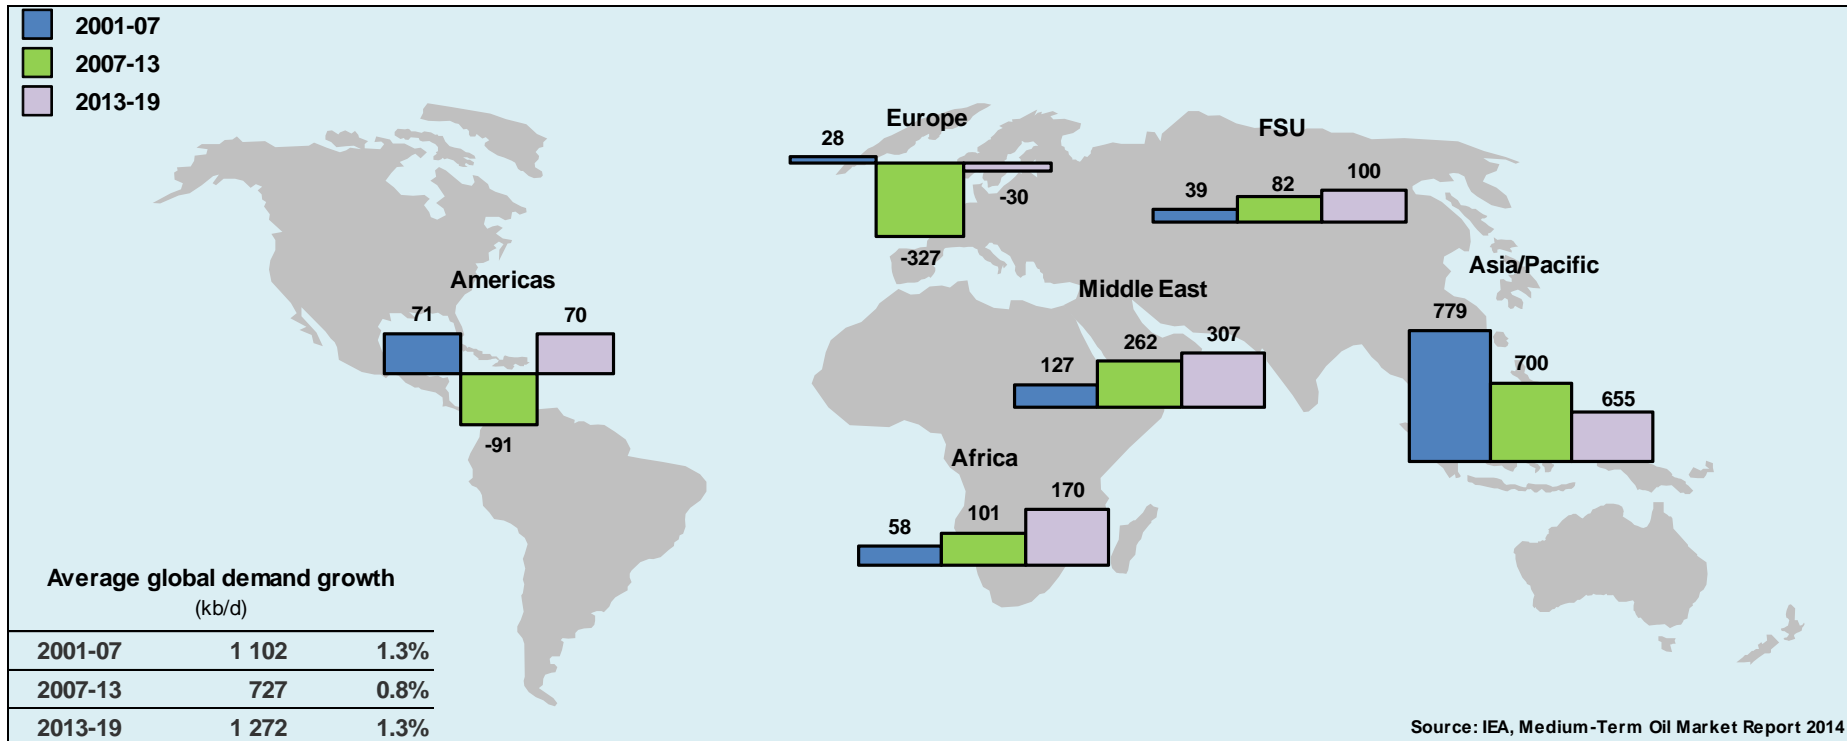 2001-07
2007-13
2013-19
Europe
28
-327
-30
FSU
39
82
100
Americas
71
-91
70
Middle East
127
262
307
Asia/Pacific
779
700
655
Africa
58
101
170
Average global demand growth
(kb/d)
2001-07 1 102 1.3%
2007-13 727 0.8%
2013-19 1 272 1.3%
Source: IEA, Medium-Term Oil Market Report 2014